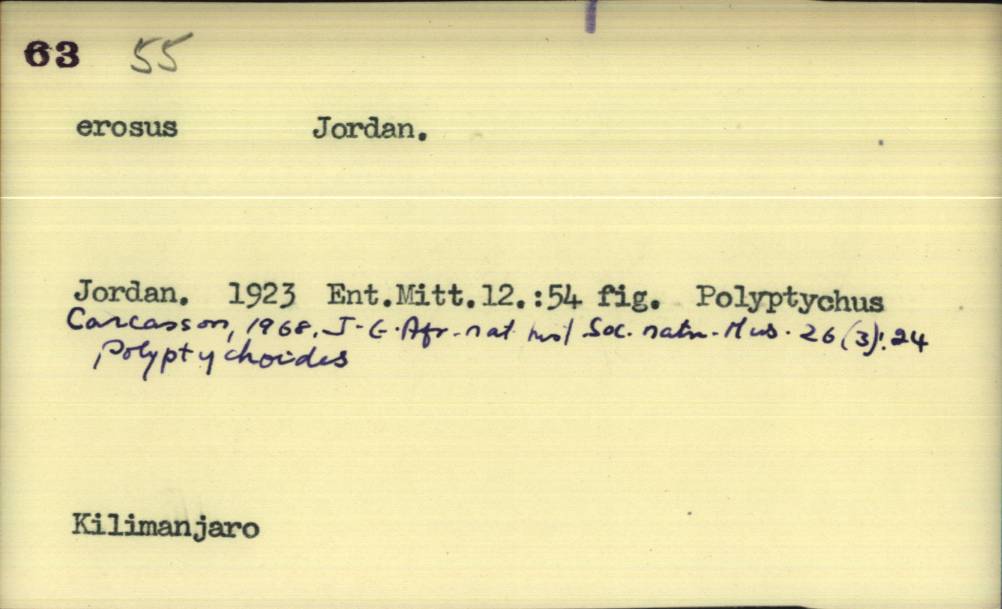 63 55
erosus Jordan.
Jordan. 1923 Ent.Mitt.12.:54 fig. Polyptychus
Carcasson, 1968. J. E. Afr. nat hist Soc. natn. Mus. 26(3):24
Polyptychoides
Kilimanjaro